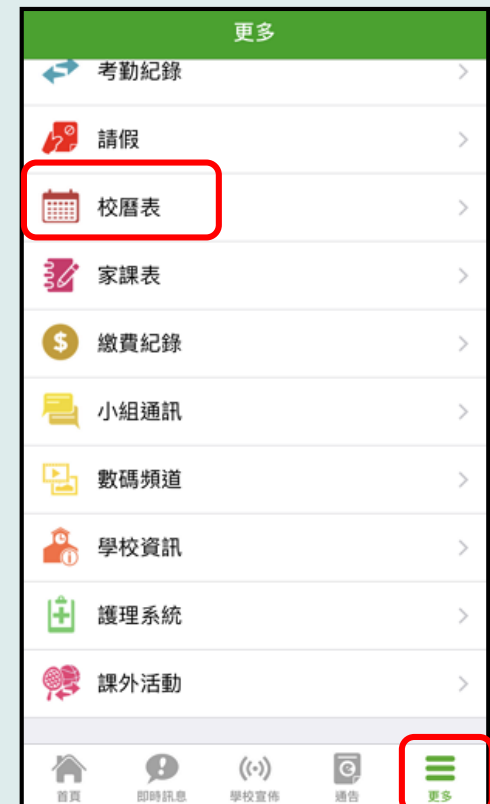 更多
考勤紀錄
請假
校曆表
家課表
繳費紀錄
小組通訊
數碼頻道
學校資訊
護理系統
課外活動
首頁
即時訊息
學校宣佈
通告
更多